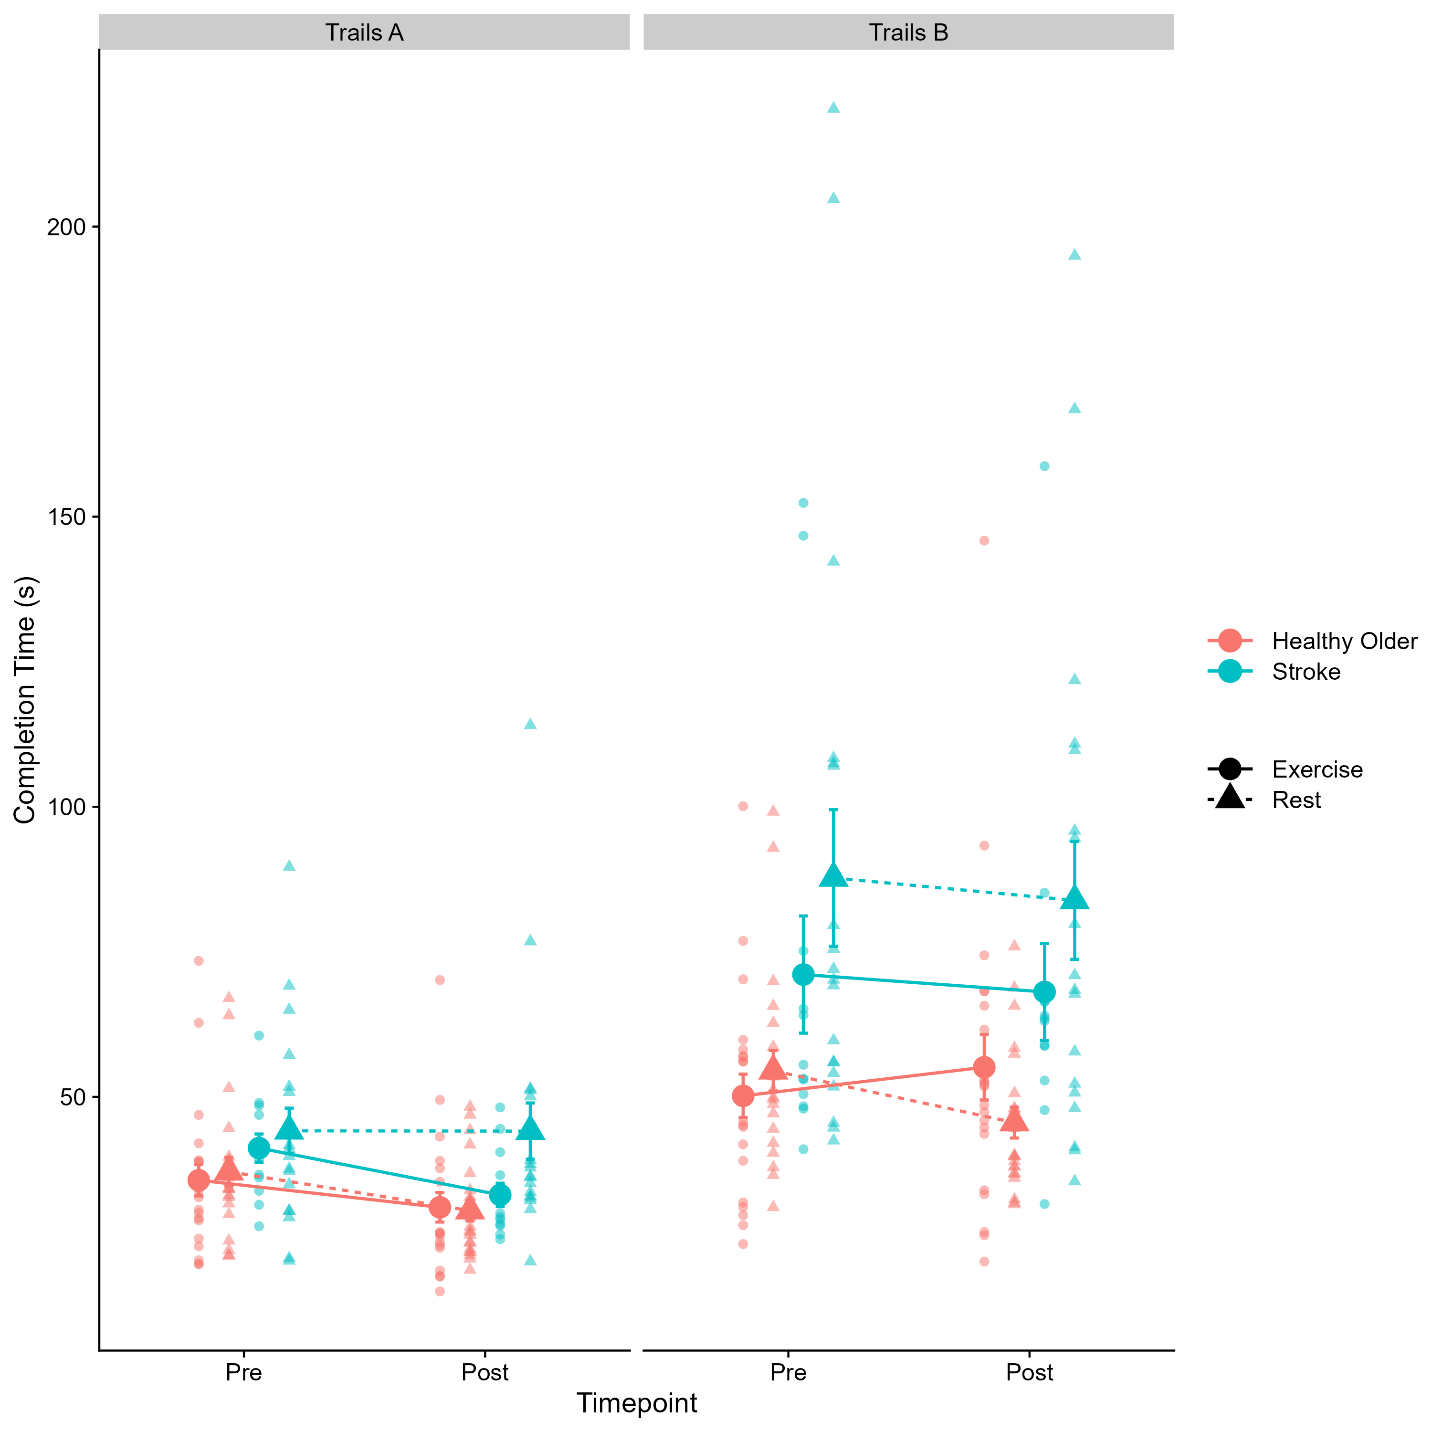 Trails A
Trails B
200
150
100
50
Completion Time (s)
Pre
Post
Pre
Post
Timepoint
Healthy Older
Stroke
Exercise
Rest